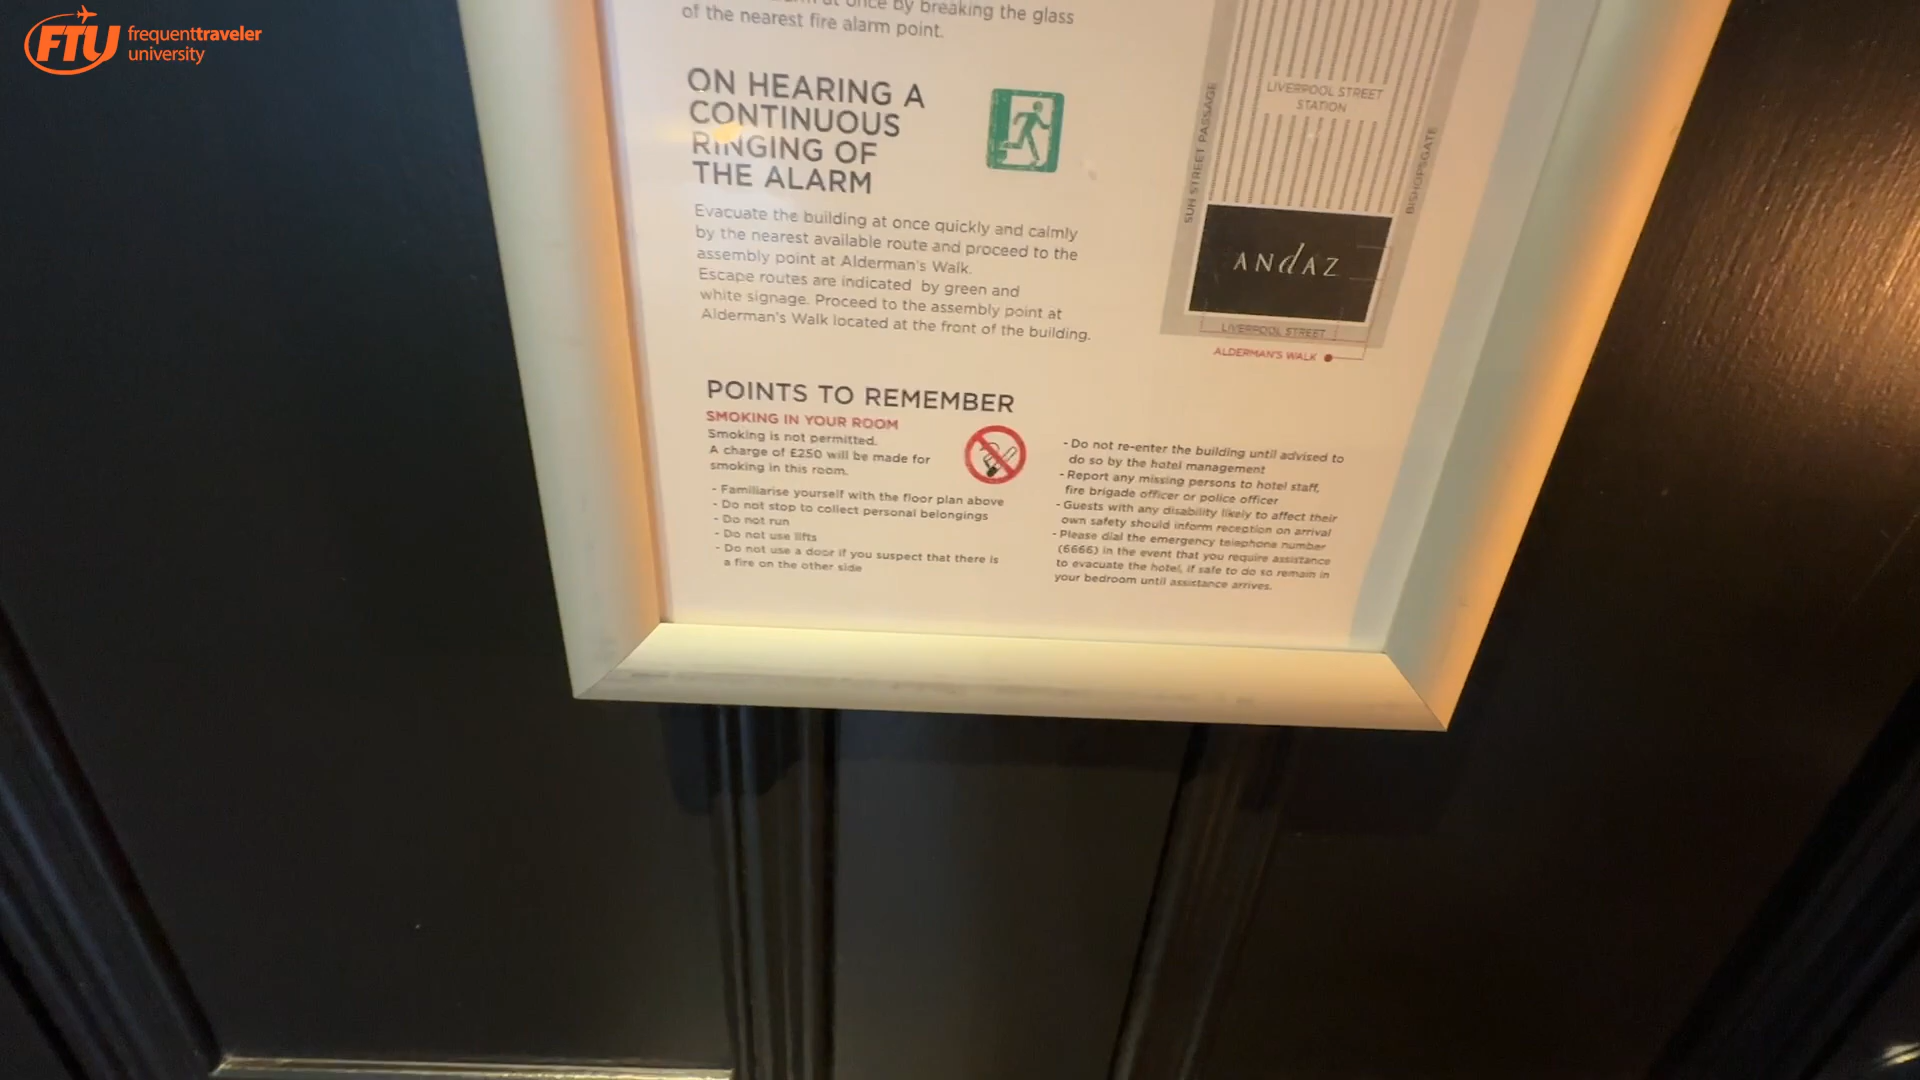 FTU frequenttraveler
university
at once by breaking the glass
of the nearest fire alarm point.
ON HEARING A
CONTINUOUS
RINGING OF
THE ALARM
Evacuate the building at once quickly and calmly
by the nearest available route and proceed to the
assembly point at Alderman's Walk.
Escape routes are indicated by green and
white signage. Proceed to the assembly point at
Alderman's Walk located at the front of the building.
LIVERPOOL STREET
STATION
SUN STREET PASSAGE
BISHOPSGATE
ANdAZ
LIVERPOOL STREET
ALDERMAN'S WALK
POINTS TO REMEMBER
SMOKING IN YOUR ROOM
Smoking is not permitted.
A charge of £250 will be made for
smoking in this room.
- Familiarise yourself with the floor plan above
- Do not stop to collect personal belongings
- Do not run
- Do not use lifts
- Do not use a door if you suspect that there is
a fire on the other side
- Do not re-enter the building until advised to
do so by the hotel management
- Report any missing persons to hotel staff,
fire brigade officer or police officer
- Guests with any disability likely to affect their
own safety should inform reception on arrival
- Please dial the emergency telephone number
(6666) in the event that you require assistance
to evacuate the hotel, if safe to do so remain in
your bedroom until assistance arrives.